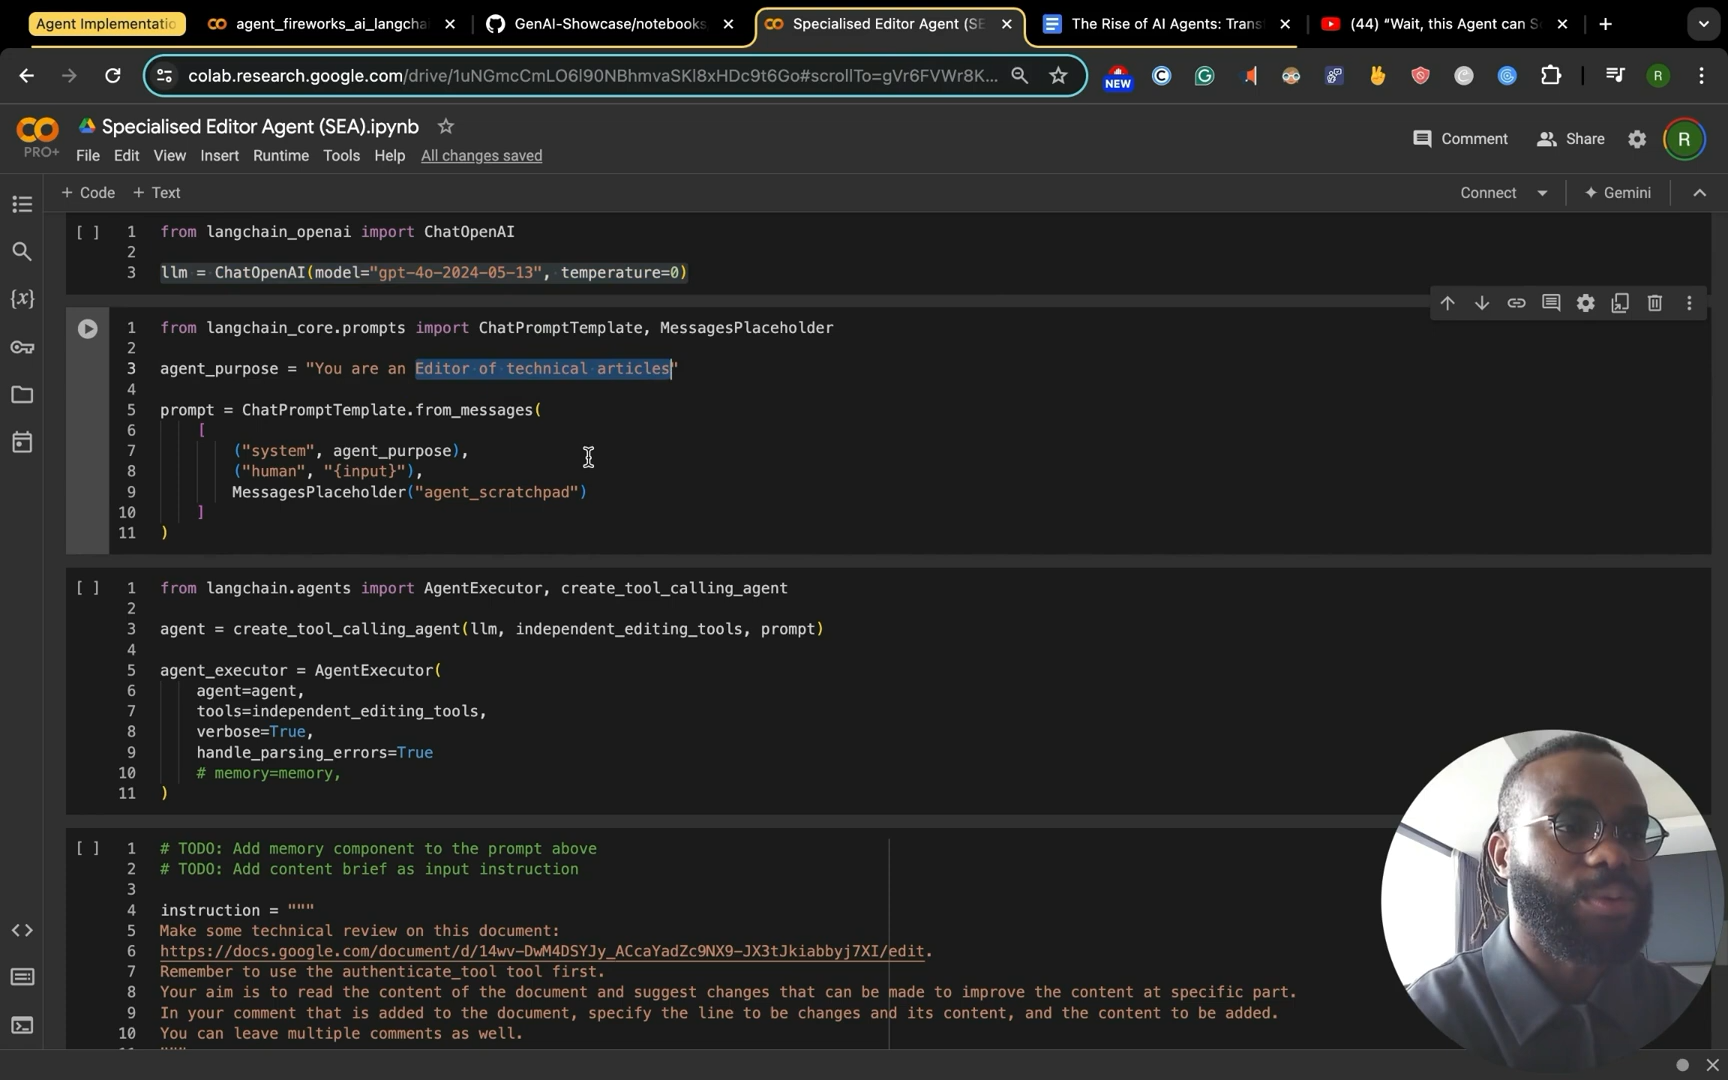 Agent Implementatio
agent_fireworks_ai_langcha
GenAI-Showcase/notebooks
Specialised Editor Agent (SE
The Rise of AI Agents: Trans
(44) "Wait, this Agent can S
colab.research.google.com/drive/1uNGmcCmLO6l90NBhmvaSKl8xHDc9t6Go#scrollTo=gVr6FVWr8K...
NEW
R
CO
PRO+
Specialised Editor Agent (SEA).ipynb
Comment
Share
R
File Edit View Insert Runtime Tools Help All changes saved
+ Code + Text
Connect
Gemini
[ ] 1 from langchain_openai import ChatOpenAI
2
3 llm = ChatOpenAI(model="gpt-4o-2024-05-13", temperature=0)
1 from langchain_core.prompts import ChatPromptTemplate, MessagesPlaceholder
2
3 agent_purpose = "You are an Editor of technical articles"
4
5 prompt = ChatPromptTemplate.from_messages(
6 [
7 ("system", agent_purpose),
8 ("human", "{input}"),
9 MessagesPlaceholder("agent_scratchpad")
10 ]
11 )
[ ] 1 from langchain.agents import AgentExecutor, create_tool_calling_agent
2
3 agent = create_tool_calling_agent(llm, independent_editing_tools, prompt)
4
5 agent_executor = AgentExecutor(
6 agent=agent,
7 tools=independent_editing_tools,
8 verbose=True,
9 handle_parsing_errors=True
10 # memory=memory,
11 )
[ ] 1 # TODO: Add memory component to the prompt above
2 # TODO: Add content brief as input instruction
3
4 instruction = """
5 Make some technical review on this document:
6 https://docs.google.com/document/d/14wv-DwM4DSYJy_ACcaYadZc9NX9-JX3tJkiabbyj7XI/edit.
7 Remember to use the authenticate_tool tool first.
8 Your aim is to read the content of the document and suggest changes that can be made to improve the content at specific part.
9 In your comment that is added to the document, specify the line to be changes and its content, and the content to be added.
10 You can leave multiple comments as well.